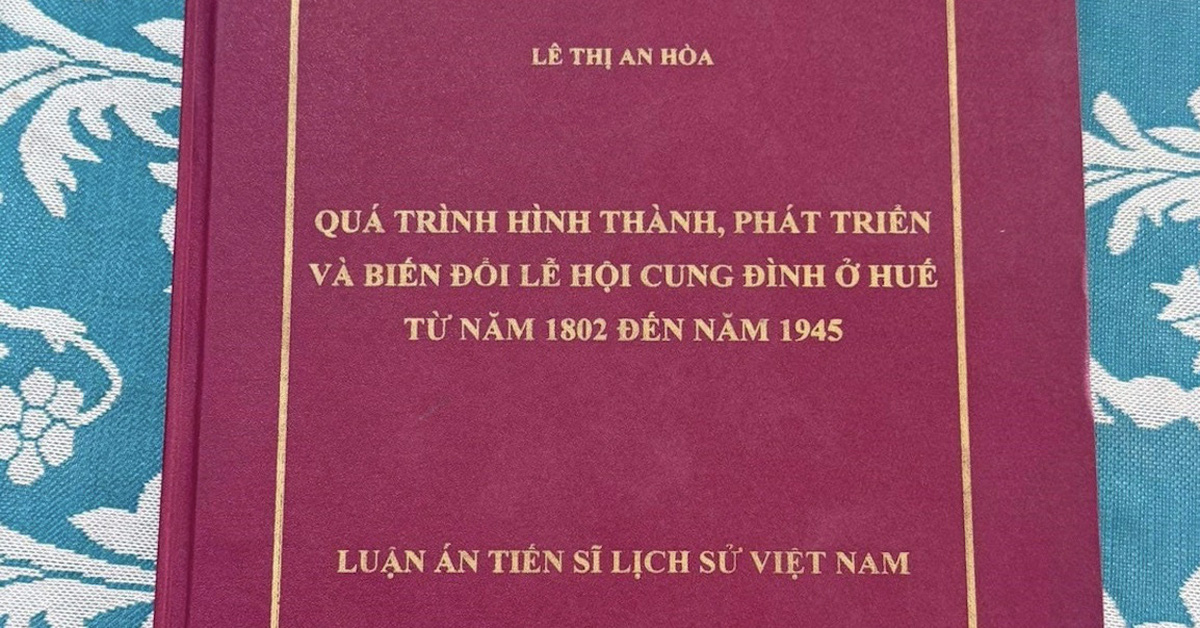 LÊ THỊ AN HÒA
QUÁ TRÌNH HÌNH THÀNH, PHÁT TRIỂN
VÀ BIẾN ĐỔI LỄ HỘI CUNG ĐÌNH Ở HUẾ
TỪ NĂM 1802 ĐẾN NĂM 1945
LUẬN ÁN TIẾN SĨ LỊCH SỬ VIỆT NAM